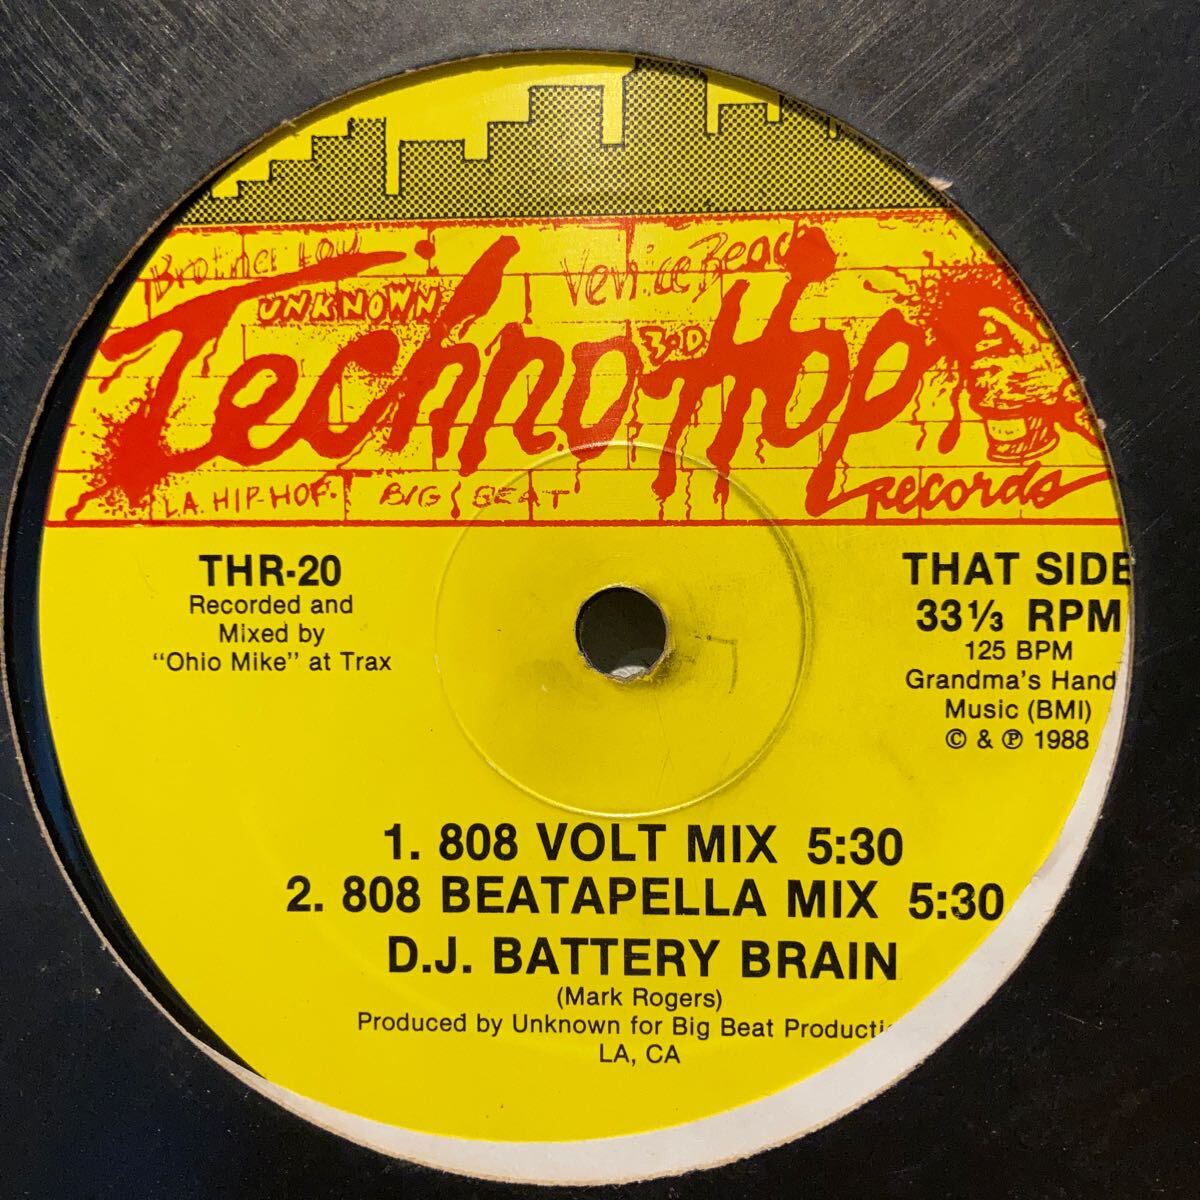 Brother Lou
Venice Beach
UNKNOWN
3-D
Techno Hop
records
L.A. HIP-HOP.
BIG BEAT
THR-20
Recorded and
Mixed by
"Ohio Mike" at Trax
THAT SIDE
33⅓ RPM
125 BPM
Grandma's Hand
Music (BMI)
© & ℗ 1988
1. 808 VOLT MIX 5:30
2. 808 BEATAPELLA MIX 5:30
D.J. BATTERY BRAIN
(Mark Rogers)
Produced by Unknown for Big Beat Producti
LA, CA